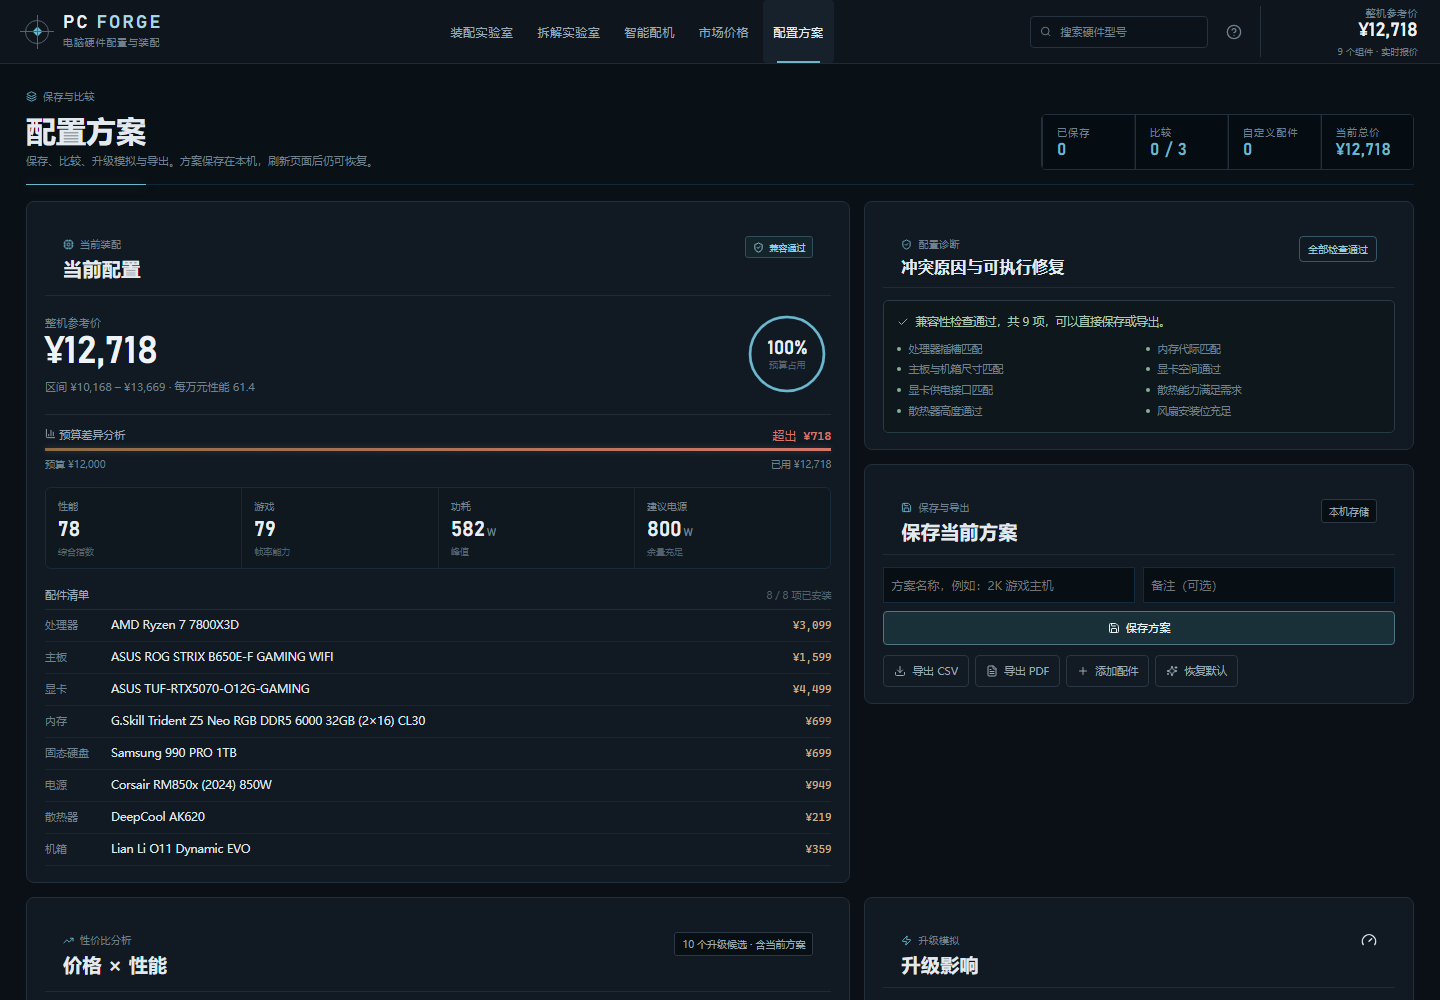 PC FORGE
电脑硬件配置与装配
装配实验室
拆解实验室
智能配机
市场价格
配置方案
搜索硬件型号
整机参考价
¥12,718
9 个组件 · 实时报价
保存与比较
配置方案
保存、比较、升级模拟与导出。方案保存在本机，刷新页面后仍可恢复。
已保存
0
比较
0 / 3
自定义配件
0
当前总价
¥12,718
当前装配
当前配置
兼容通过
整机参考价
¥12,718
区间 ¥10,168 – ¥13,669 · 每万元性能 61.4
100%
预算占用
预算差异分析
超出 ¥718
预算 ¥12,000
已用 ¥12,718
性能
78
综合指数
游戏
79
帧率能力
功耗
582 W
峰值
建议电源
800 W
余量充足
配件清单
8 / 8 项已安装
处理器 AMD Ryzen 7 7800X3D ¥3,099
主板 ASUS ROG STRIX B650E-F GAMING WIFI ¥1,599
显卡 ASUS TUF-RTX5070-O12G-GAMING ¥4,499
内存 G.Skill Trident Z5 Neo RGB DDR5 6000 32GB (2×16) CL30 ¥699
固态硬盘 Samsung 990 PRO 1TB ¥699
电源 Corsair RM850x (2024) 850W ¥949
散热器 DeepCool AK620 ¥219
机箱 Lian Li O11 Dynamic EVO ¥359
配置诊断
冲突原因与可执行修复
全部检查通过
兼容性检查通过，共 9 项，可以直接保存或导出。
处理器插槽匹配
内存代际匹配
主板与机箱尺寸匹配
显卡空间通过
显卡供电接口匹配
散热能力满足需求
散热器高度通过
风扇安装位充足
保存与导出
保存当前方案
本机存储
方案名称，例如：2K 游戏主机
备注（可选）
保存方案
导出 CSV
导出 PDF
添加配件
恢复默认
性价比分析
价格 × 性能
10 个升级候选 · 含当前方案
升级模拟
升级影响